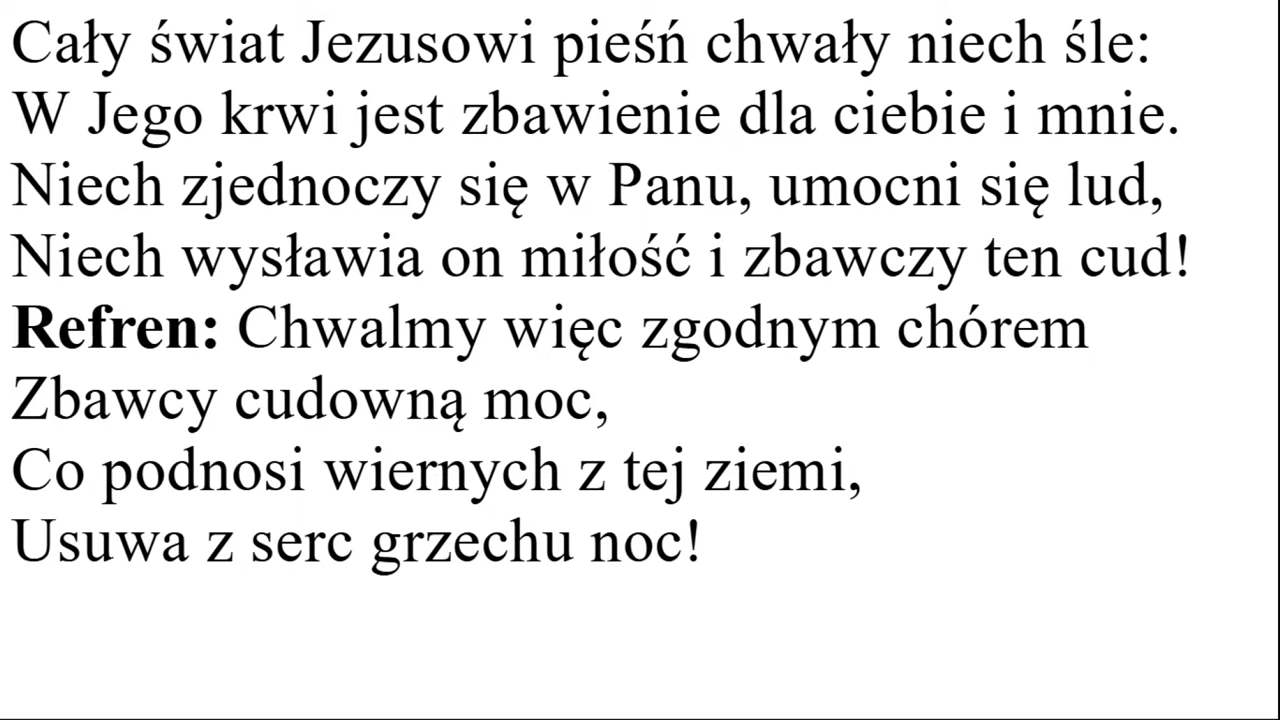 Cały świat Jezusowi pieśń chwały niech śle:
W Jego krwi jest zbawienie dla ciebie i mnie.
Niech zjednoczy się w Panu, umocni się lud,
Niech wysławia on miłość i zbawczy ten cud!
Refren: Chwalmy więc zgodnym chórem
Zbawcy cudowną moc,
Co podnosi wiernych z tej ziemi,
Usuwa z serc grzechu noc!